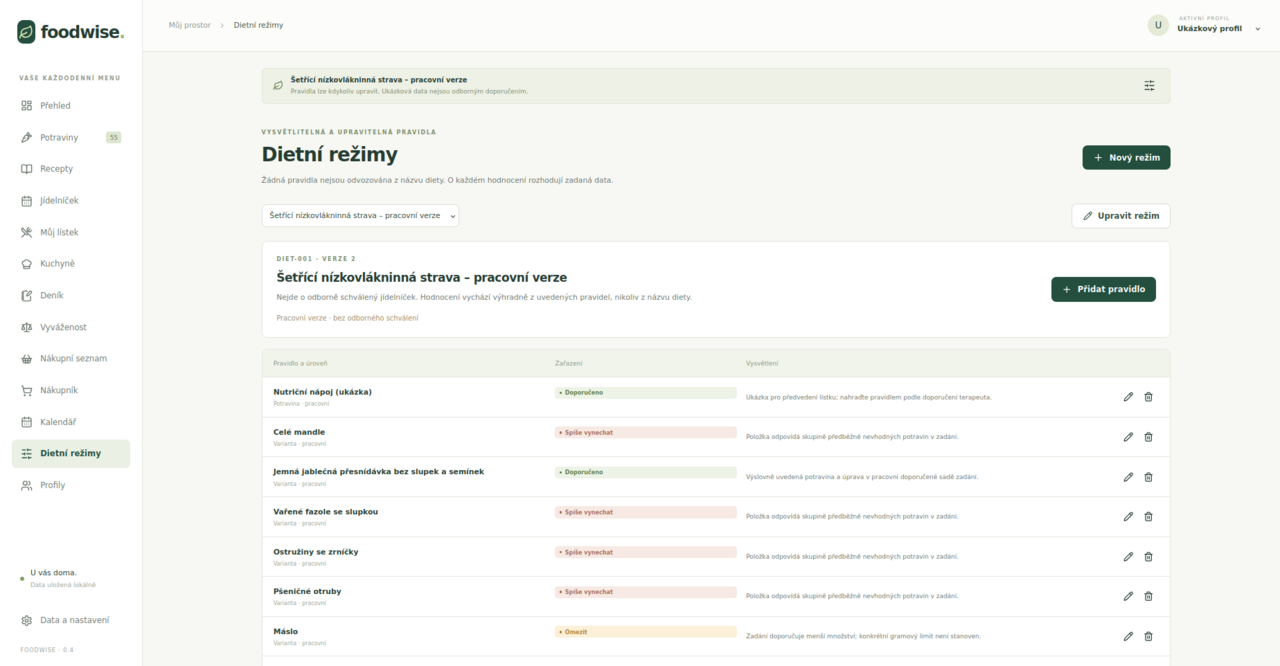 foodwise.
Můj prostor
Dietní režimy
U
AKTIVNÍ PROFIL
Ukázkový profil
VAŠE KAŽDODENNÍ MENU
Přehled
Potraviny
55
Recepty
Jídelníček
Můj lístek
Kuchyně
Deník
Vyváženost
Nákupní seznam
Nákupník
Kalendář
Dietní režimy
Profily
U vás doma.
Data uložená lokálně
Data a nastavení
FOODWISE · 0.4
Šetřící nízkovlákninná strava – pracovní verze
Pravidla lze kdykoliv upravit. Ukázková data nejsou odborným doporučením.
VYSVĚTLITELNÁ A UPRAVITELNÁ PRAVIDLA
Dietní režimy
Žádná pravidla nejsou odvozována z názvu diety. O každém hodnocení rozhodují zadaná data.
+ Nový režim
Šetřící nízkovlákninná strava – pracovní verze
Upravit režim
DIET-001 · VERZE 2
Šetřící nízkovlákninná strava – pracovní verze
Nejde o odborně schválený jídelníček. Hodnocení vychází výhradně z uvedených pravidel, nikoliv z názvu diety.
Pracovní verze · bez odborného schválení
+ Přidat pravidlo
Pravidlo a úroveň
Zařazení
Vysvětlení
Nutriční nápoj (ukázka)
Potravina · pracovní
• Doporučeno
Ukázka pro předvedení lístku; nahraďte pravidlem podle doporučení terapeuta.
Celé mandle
Varianta · pracovní
• Spíše vynechat
Položka odpovídá skupině předběžně nevhodných potravin v zadání.
Jemná jablečná přesnídávka bez slupek a semínek
Varianta · pracovní
• Doporučeno
Výslovně uvedená potravina a úprava v pracovní doporučené sadě zadání.
Vařené fazole se slupkou
Varianta · pracovní
• Spíše vynechat
Položka odpovídá skupině předběžně nevhodných potravin v zadání.
Ostružiny se zrníčky
Varianta · pracovní
• Spíše vynechat
Položka odpovídá skupině předběžně nevhodných potravin v zadání.
Pšeničné otruby
Varianta · pracovní
• Spíše vynechat
Položka odpovídá skupině předběžně nevhodných potravin v zadání.
Máslo
Varianta · pracovní
• Omezit
Zadání doporučuje menší množství; konkrétní gramový limit není stanoven.